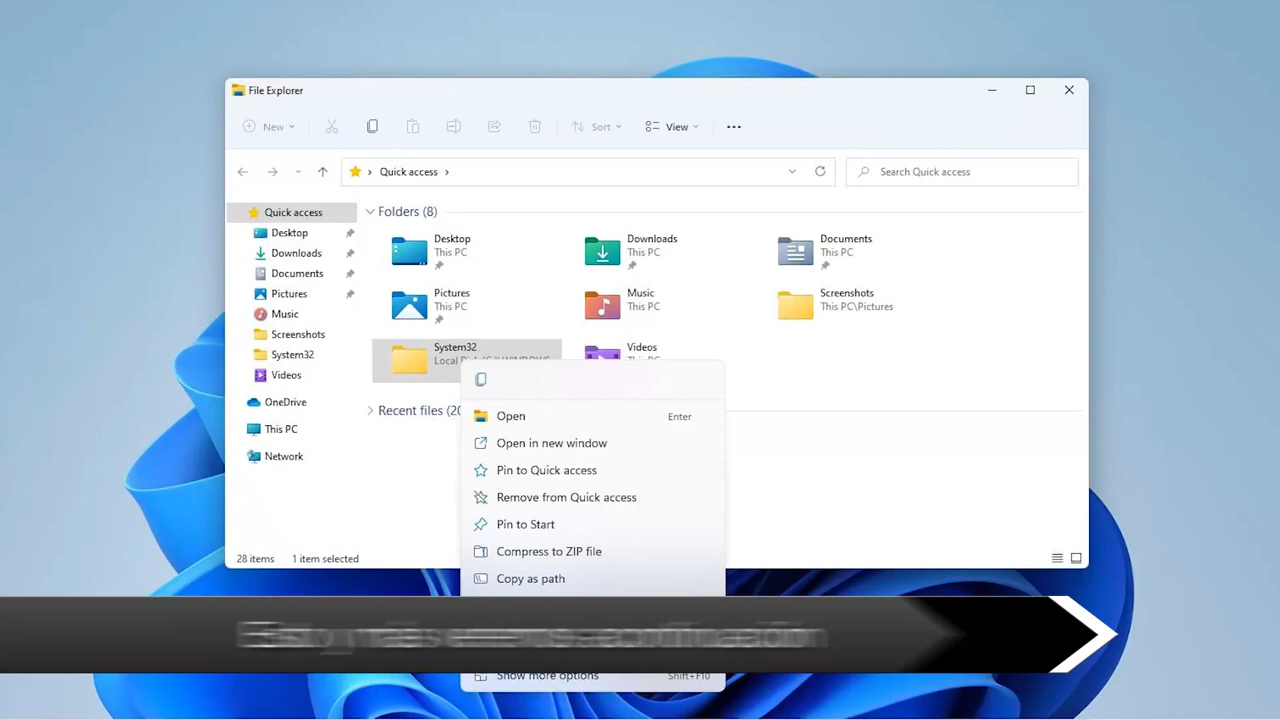 File Explorer
New
Sort
View
Quick access
Search Quick access
Quick access
Desktop
Downloads
Documents
Pictures
Music
Screenshots
System32
Videos
OneDrive
This PC
Network
Folders (8)
Desktop
This PC
Downloads
This PC
Documents
This PC
Pictures
This PC
Music
This PC
Screenshots
This PC\Pictures
System32
Local
Videos
This PC
Recent files
Open Enter
Open in new window
Pin to Quick access
Remove from Quick access
Pin to Start
Compress to ZIP file
Copy as path
Show more options Shift+F10
28 items 1 item selected